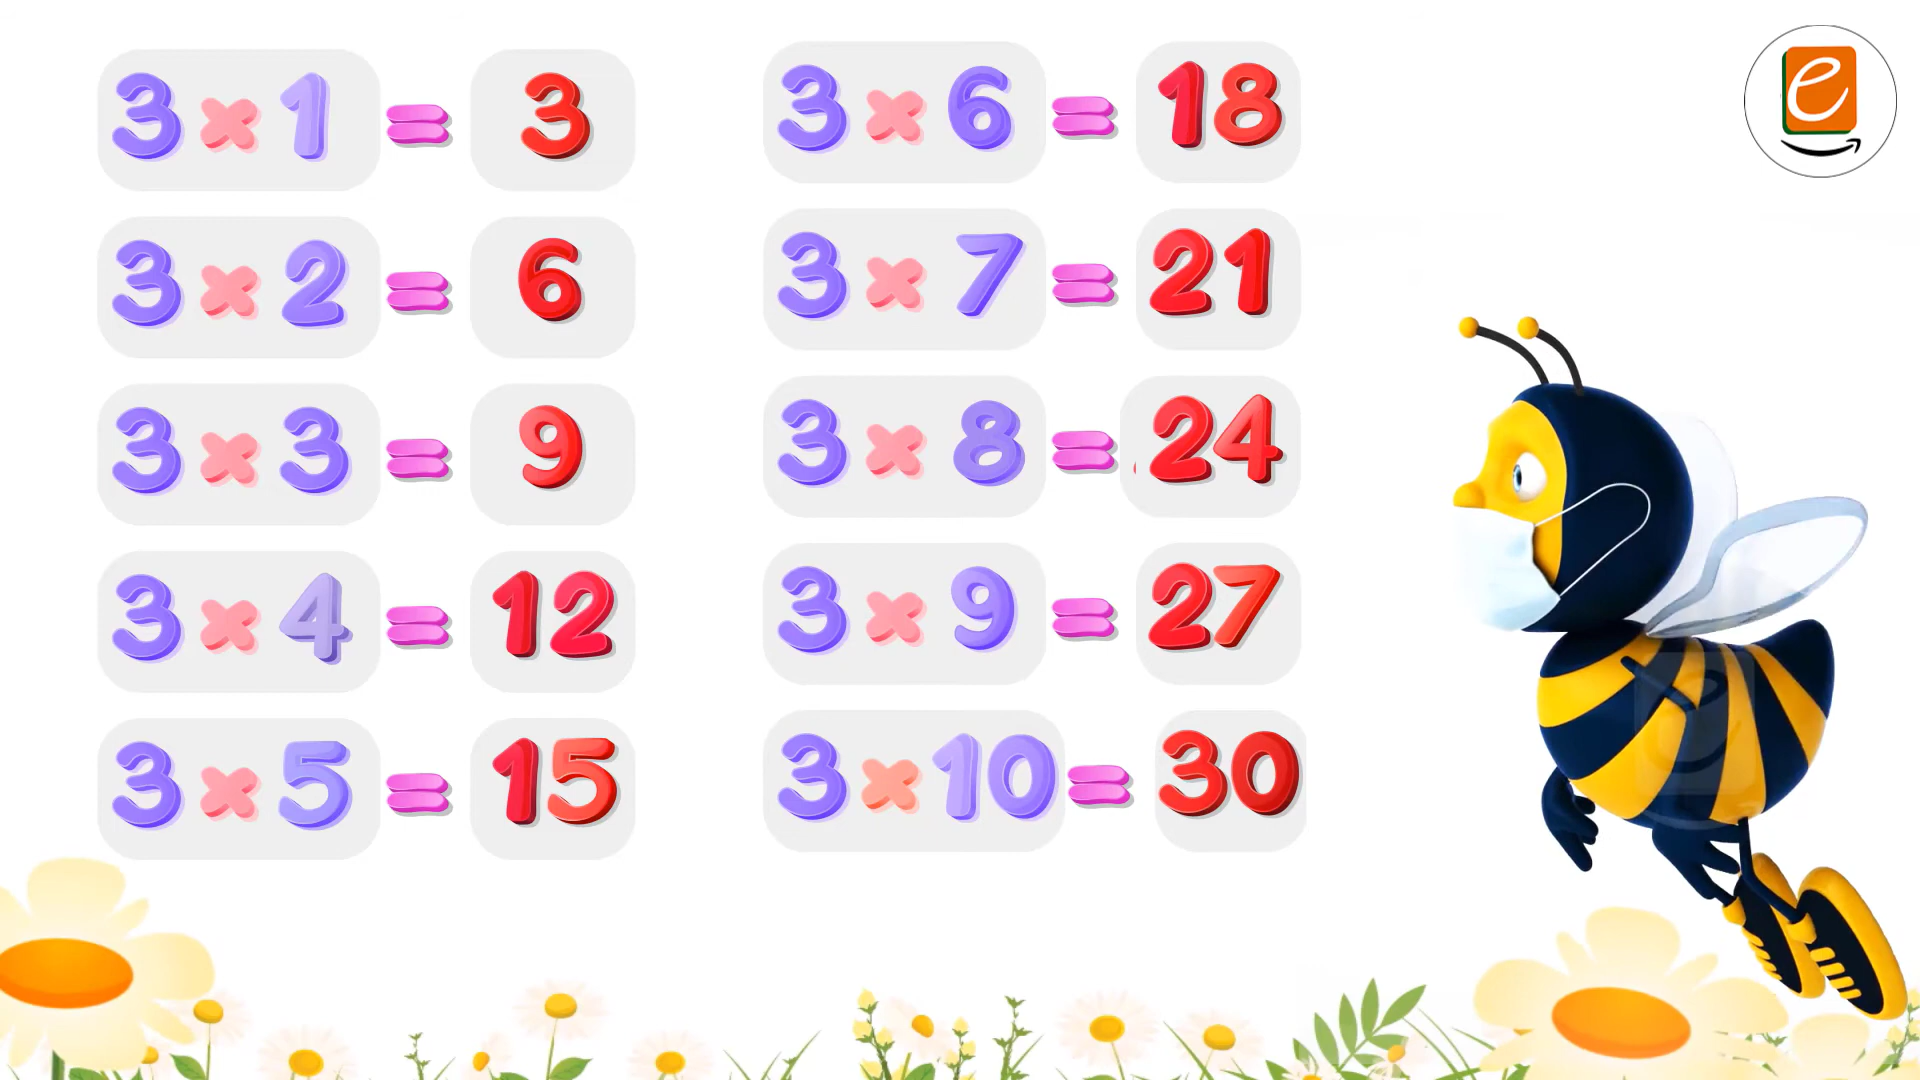 3 × 1 = 3
3 × 2 = 6
3 × 3 = 9
3 × 4 = 12
3 × 5 = 15
3 × 6 = 18
3 × 7 = 21
3 × 8 = 24
3 × 9 = 27
3 × 10 = 30
e